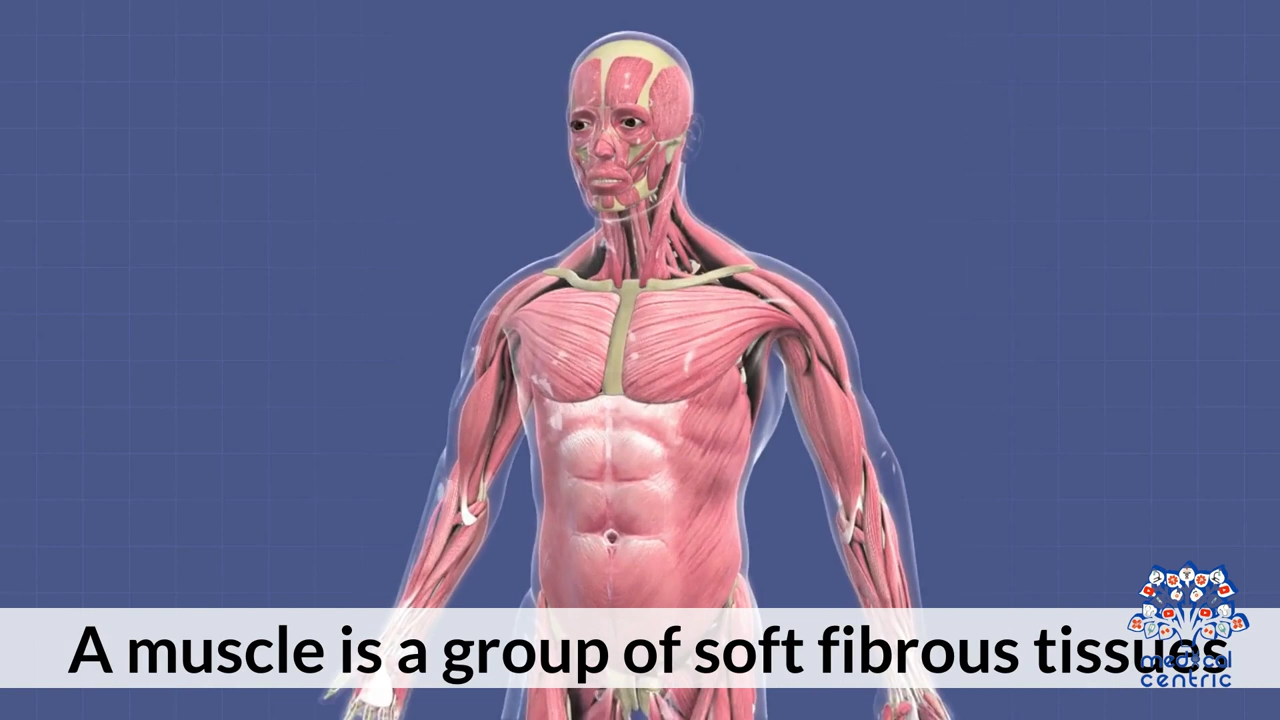 A muscle is a group of soft fibrous tissues
medical
centric